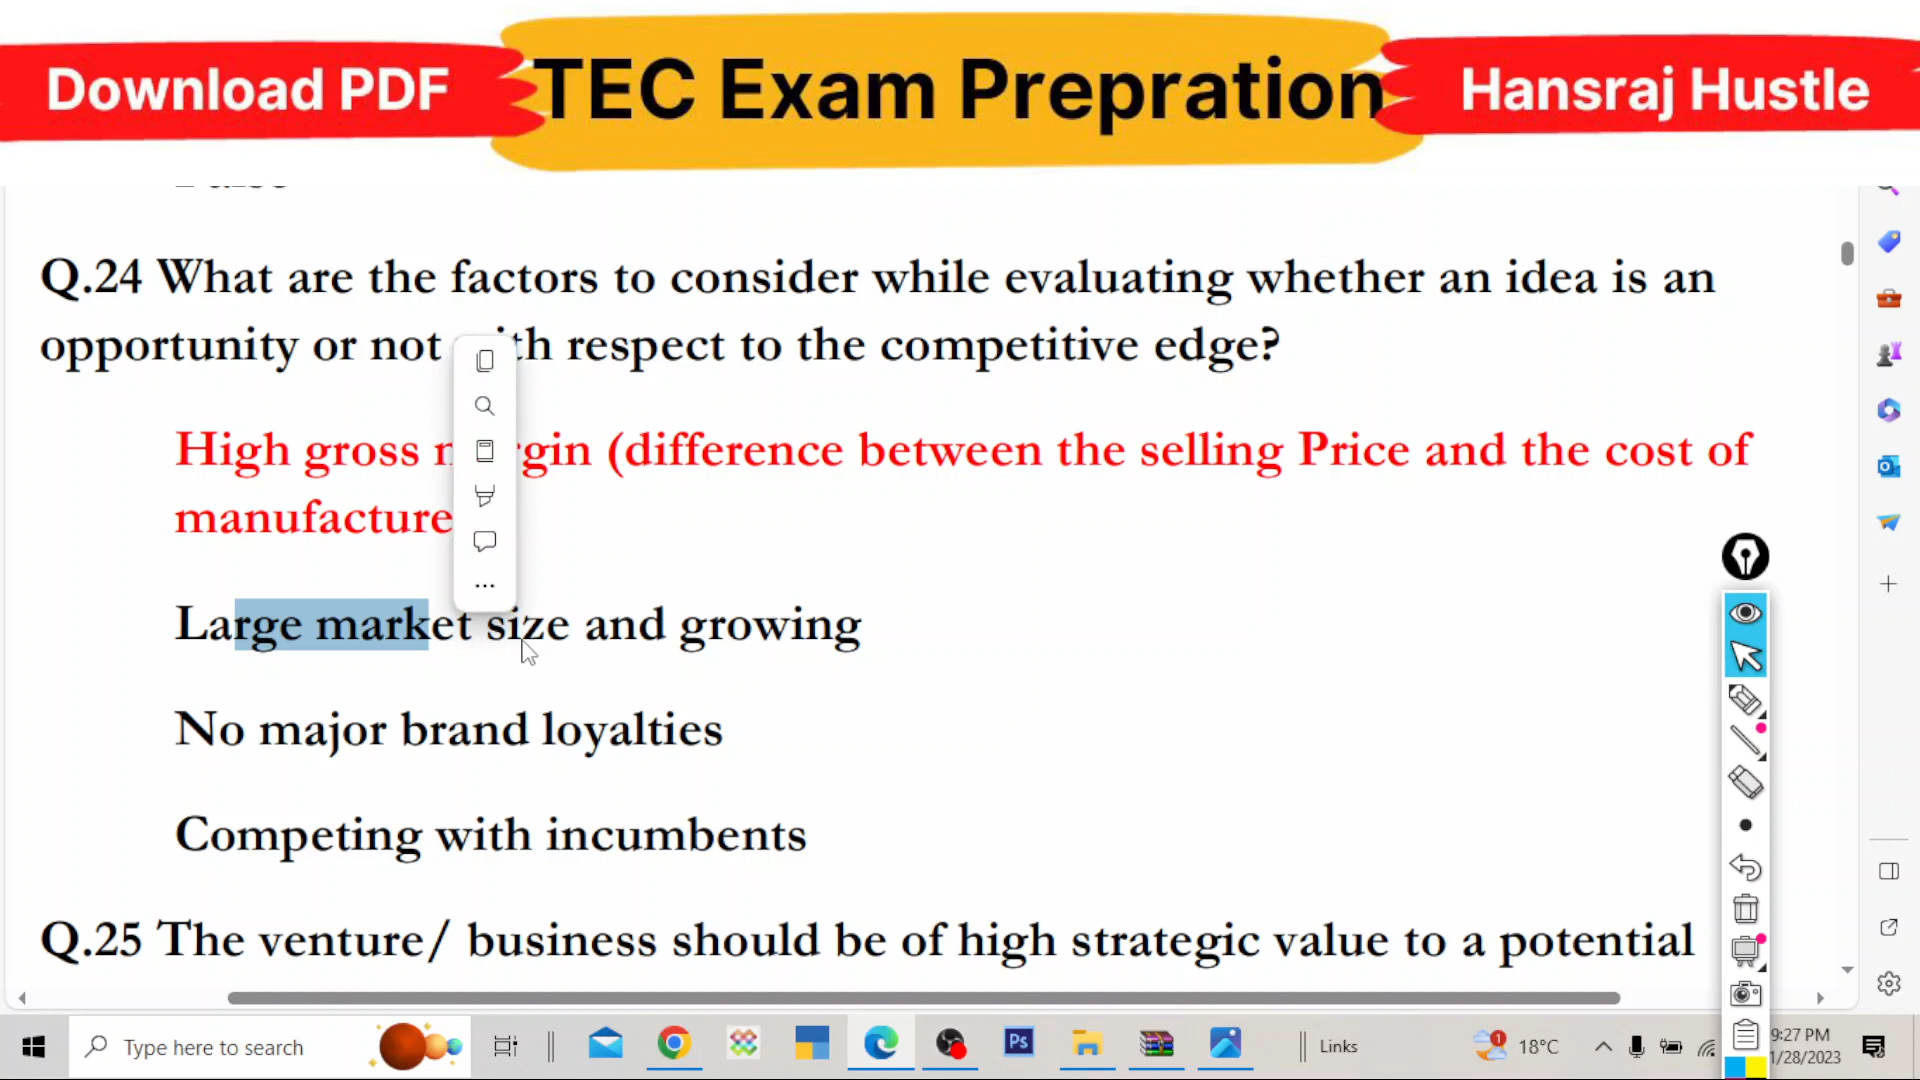 Download PDF
TEC Exam Prepration
Hansraj Hustle
Q.24 What are the factors to consider while evaluating whether an idea is an
opportunity or not with respect to the competitive edge?
High gross margin (difference between the selling Price and the cost of
manufacture
Large market size and growing
No major brand loyalties
Competing with incumbents
Q.25 The venture/ business should be of high strategic value to a potential
Type here to search
Ps
Links
1
18°C
9:27 PM
1/28/2023